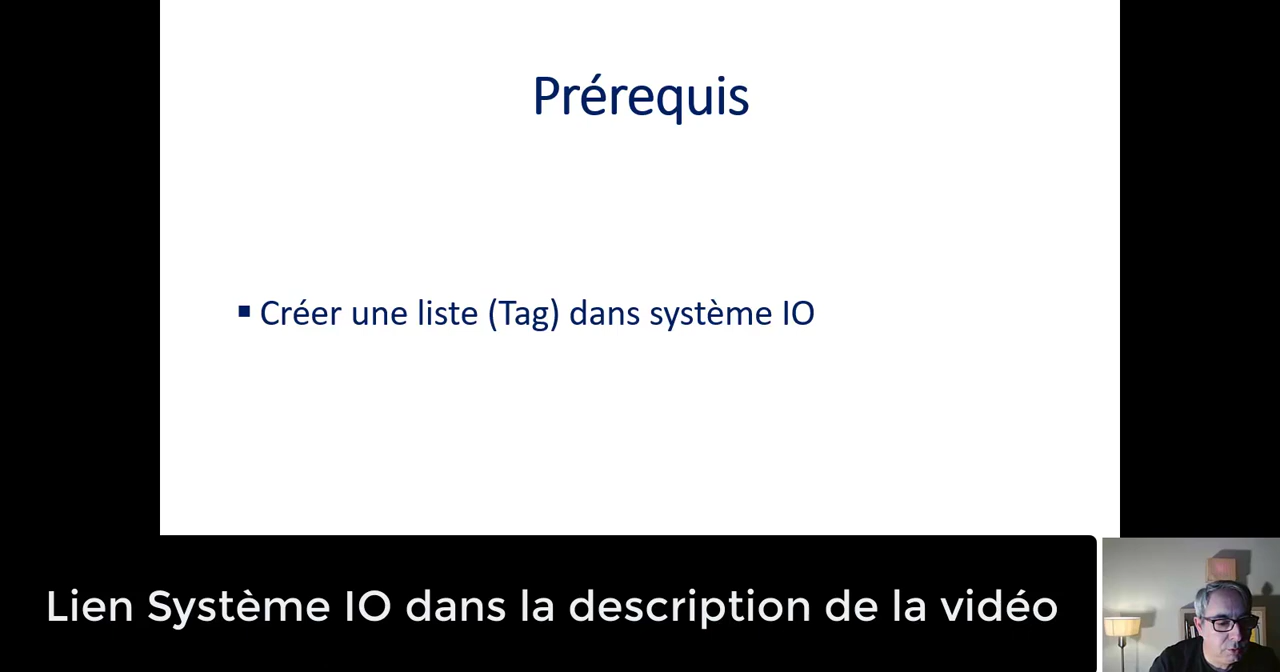 Prérequis
▪ Créer une liste (Tag) dans système IO
Lien Système IO dans la description de la vidéo